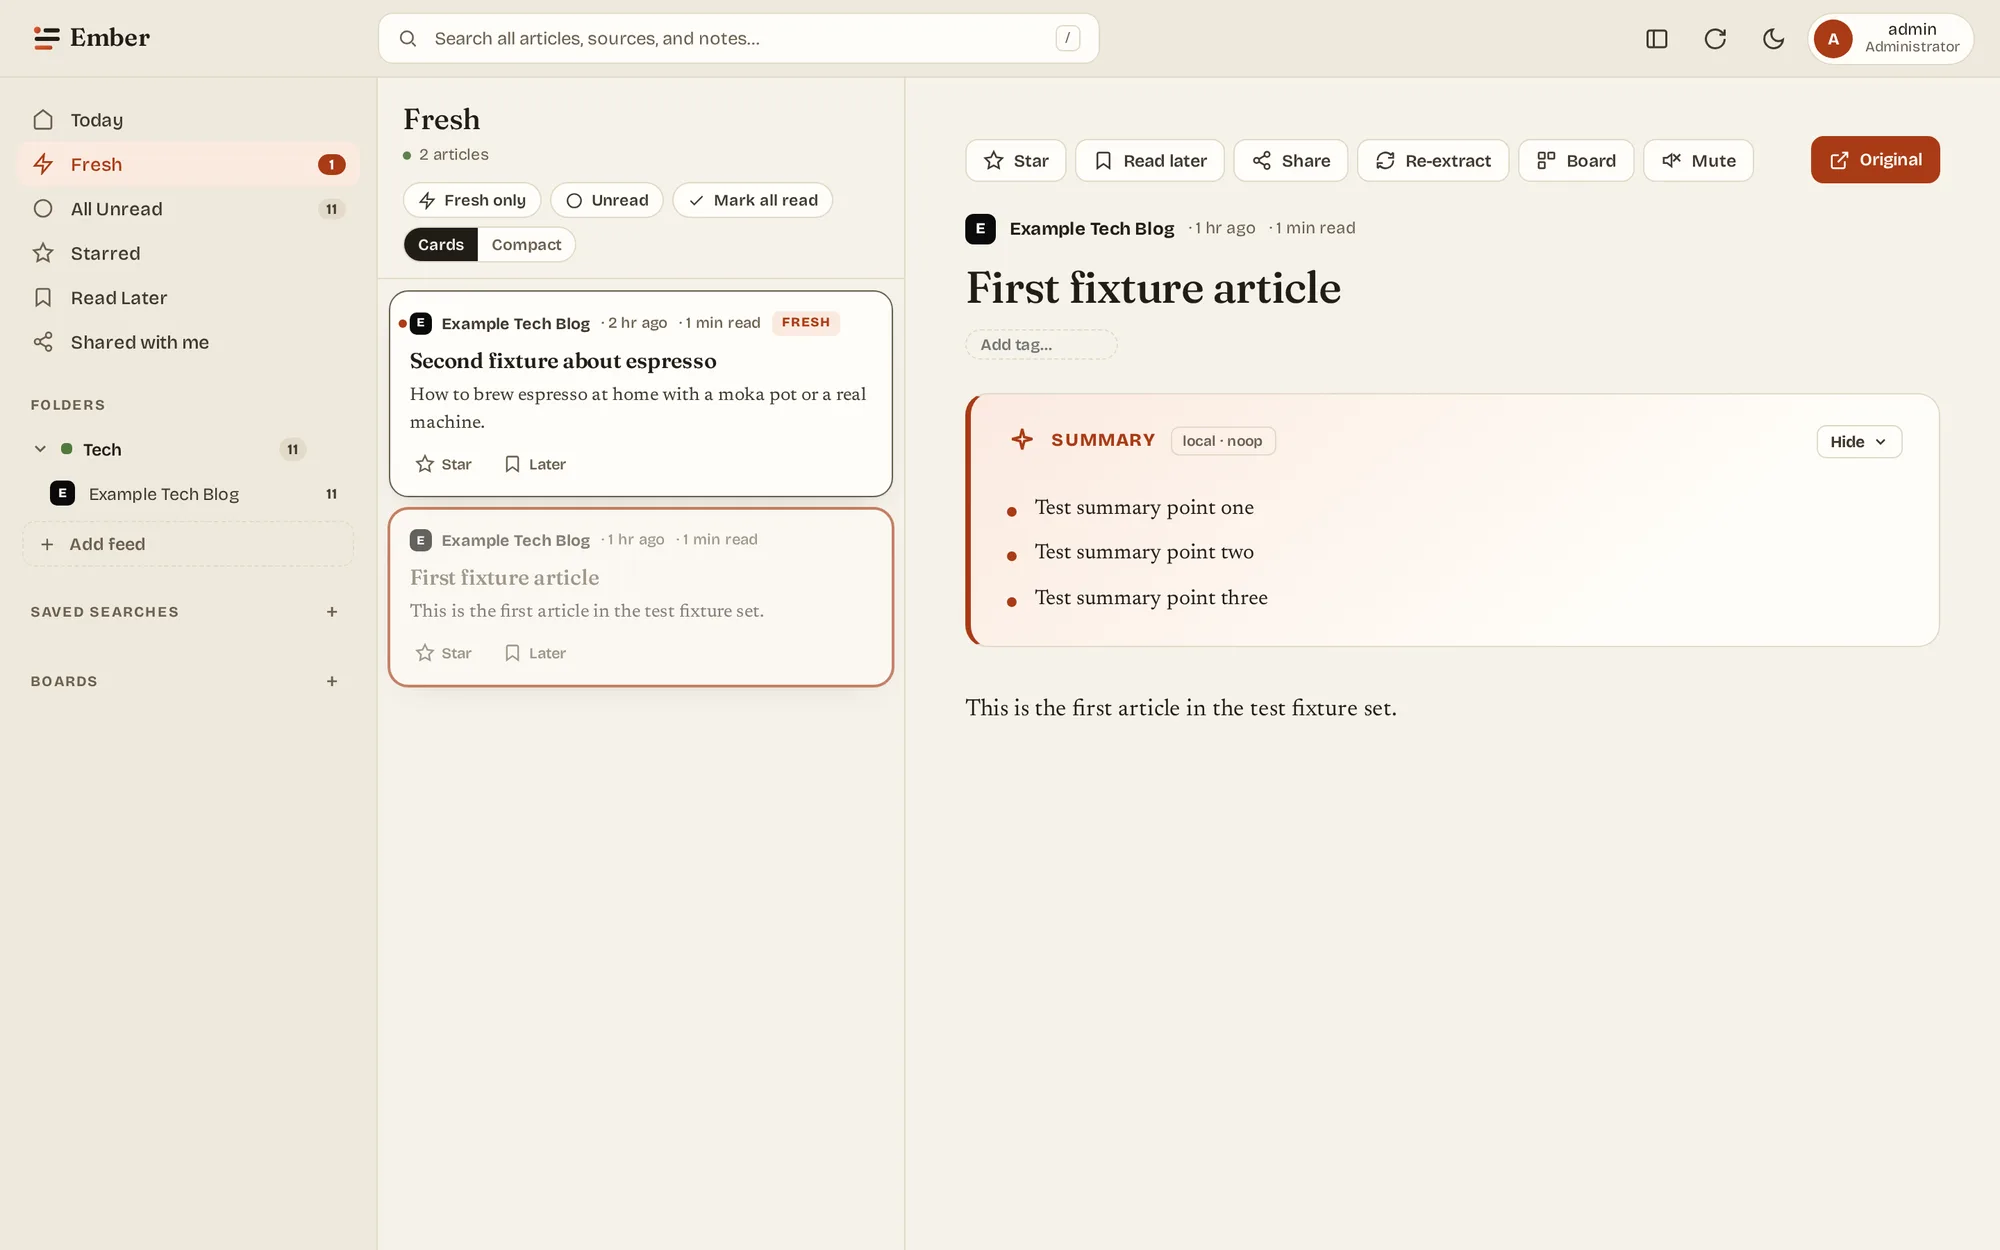 Ember
Search all articles, sources, and notes...
/
A
admin
Administrator
Today
Fresh
1
All Unread
11
Starred
Read Later
Shared with me
FOLDERS
Tech
11
E
Example Tech Blog
11
+ Add feed
SAVED SEARCHES
+
BOARDS
+
Fresh
2 articles
Fresh only
Unread
Mark all read
Cards
Compact
E
Example Tech Blog · 2 hr ago · 1 min read FRESH
Second fixture about espresso
How to brew espresso at home with a moka pot or a real
machine.
Star
Later
E
Example Tech Blog · 1 hr ago · 1 min read
First fixture article
This is the first article in the test fixture set.
Star
Later
Star
Read later
Share
Re-extract
Board
Mute
Original
E
Example Tech Blog · 1 hr ago · 1 min read
First fixture article
Add tag...
SUMMARY
local · noop
Hide
Test summary point one
Test summary point two
Test summary point three
This is the first article in the test fixture set.